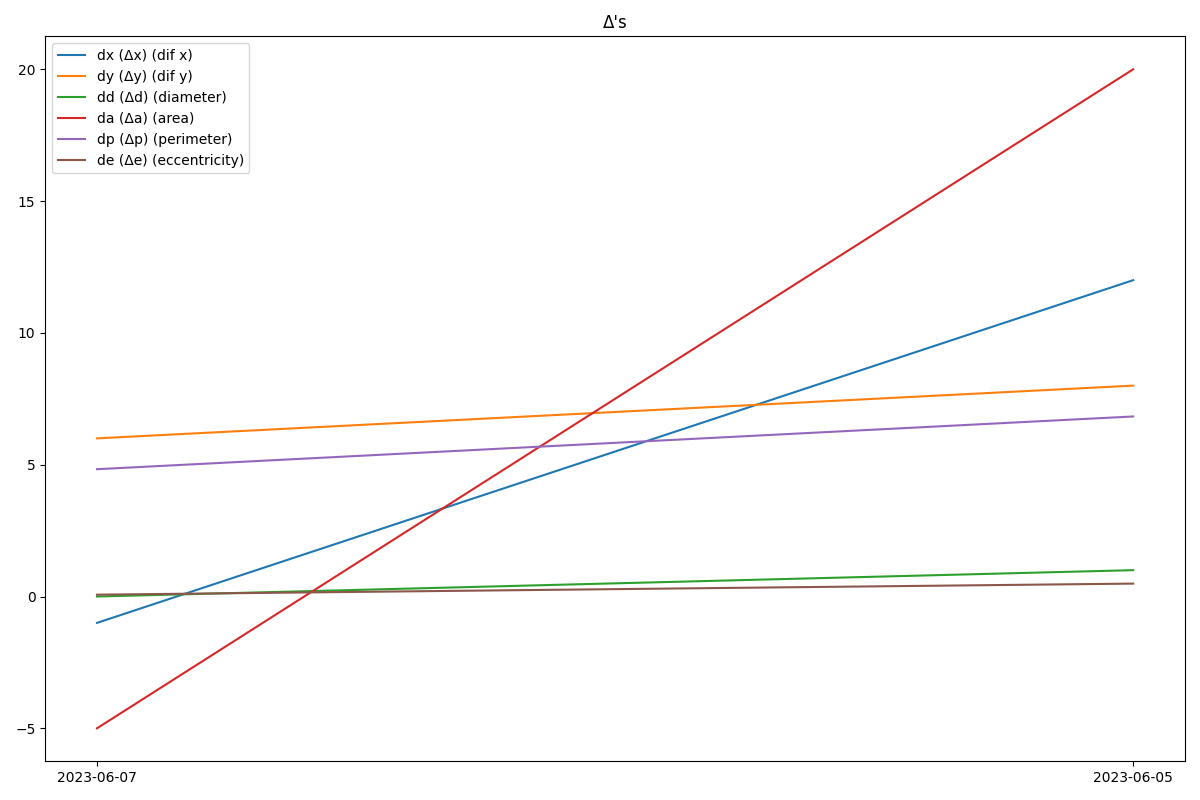 Δ's
dx (Δx) (dif x)
dy (Δy) (dif y)
dd (Δd) (diameter)
da (Δa) (area)
dp (Δp) (perimeter)
de (Δe) (eccentricity)
20
15
10
5
0
−5
2023-06-07
2023-06-05